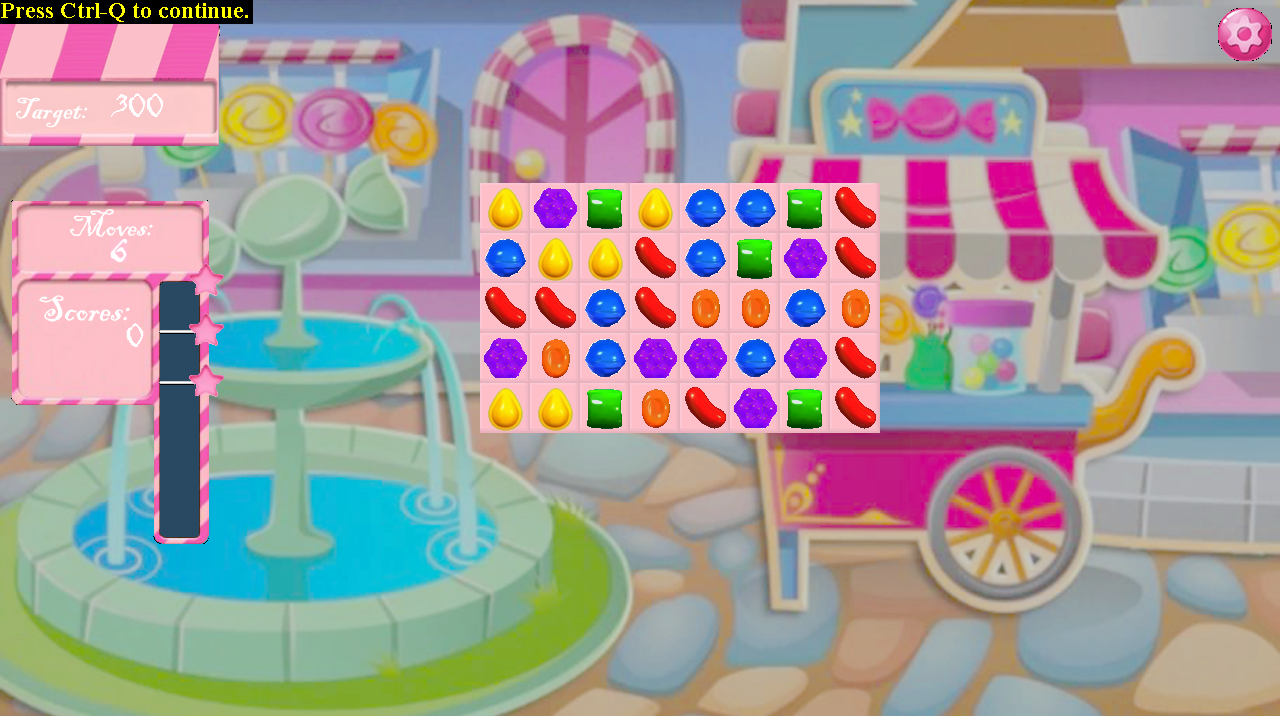 Press Ctrl-Q to continue.
Target: 300
Moves:
6
Scores:
0